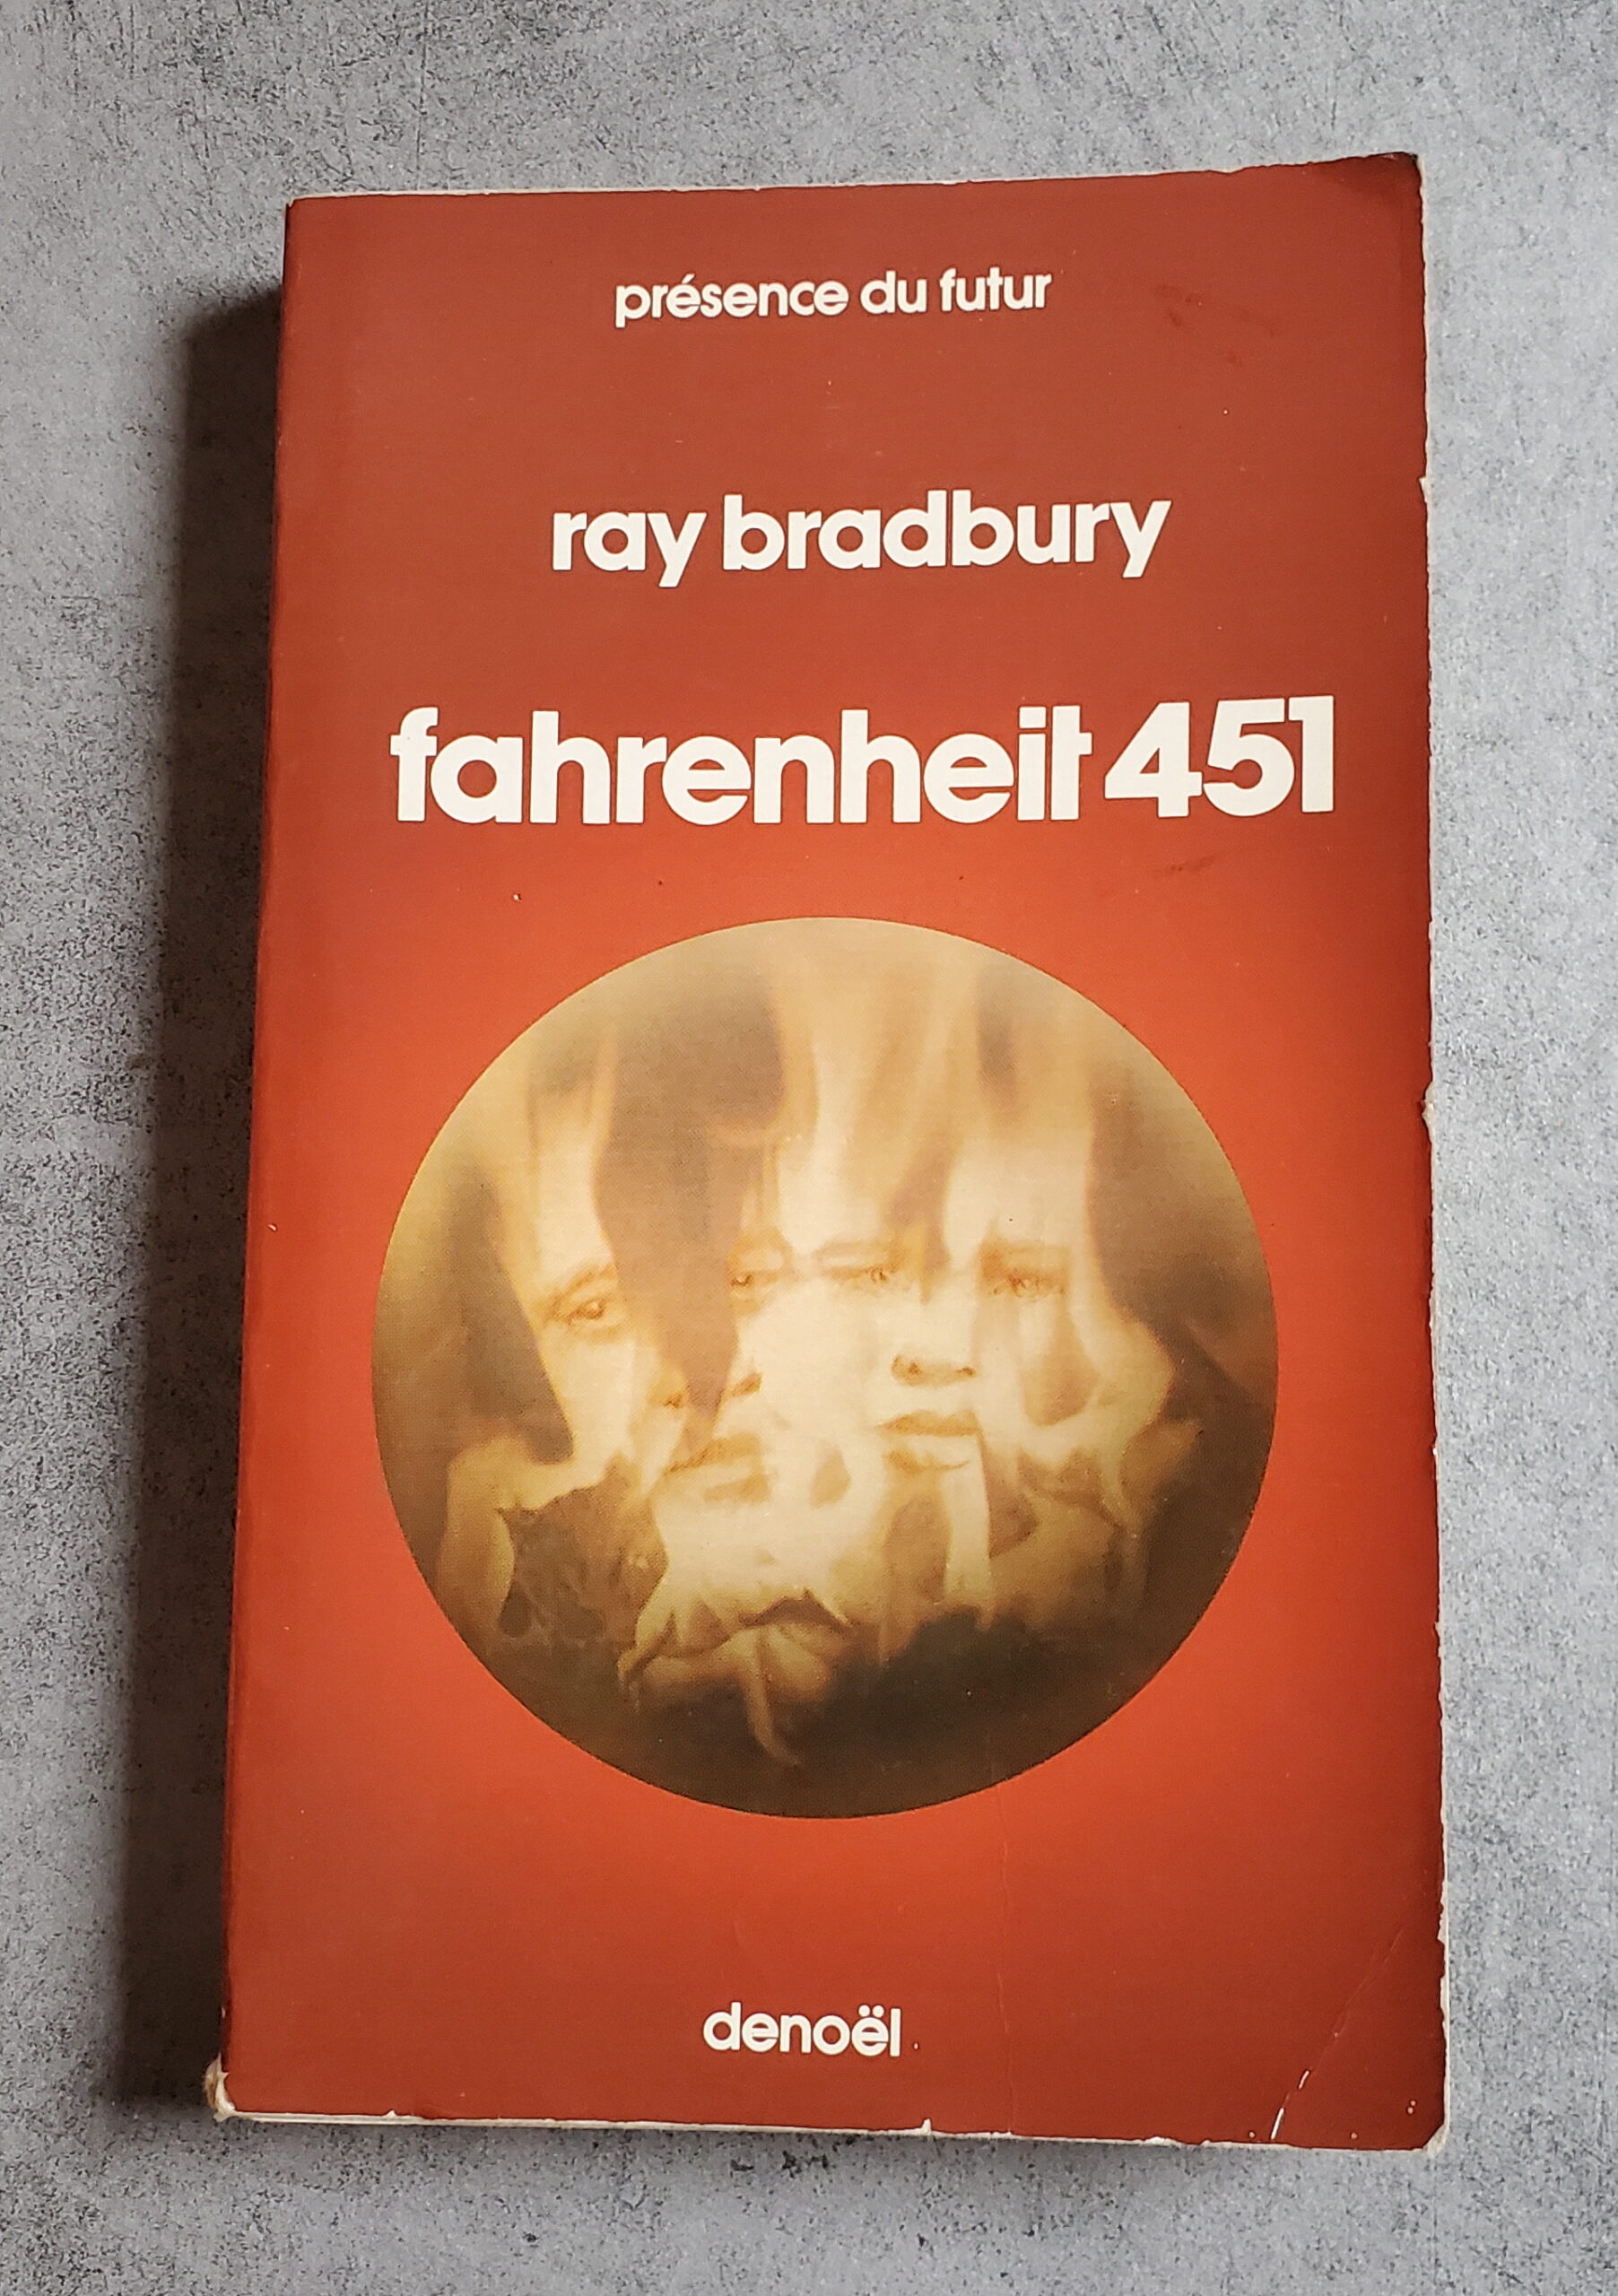 présence du futur
ray bradbury
fahrenheit 451
denoël